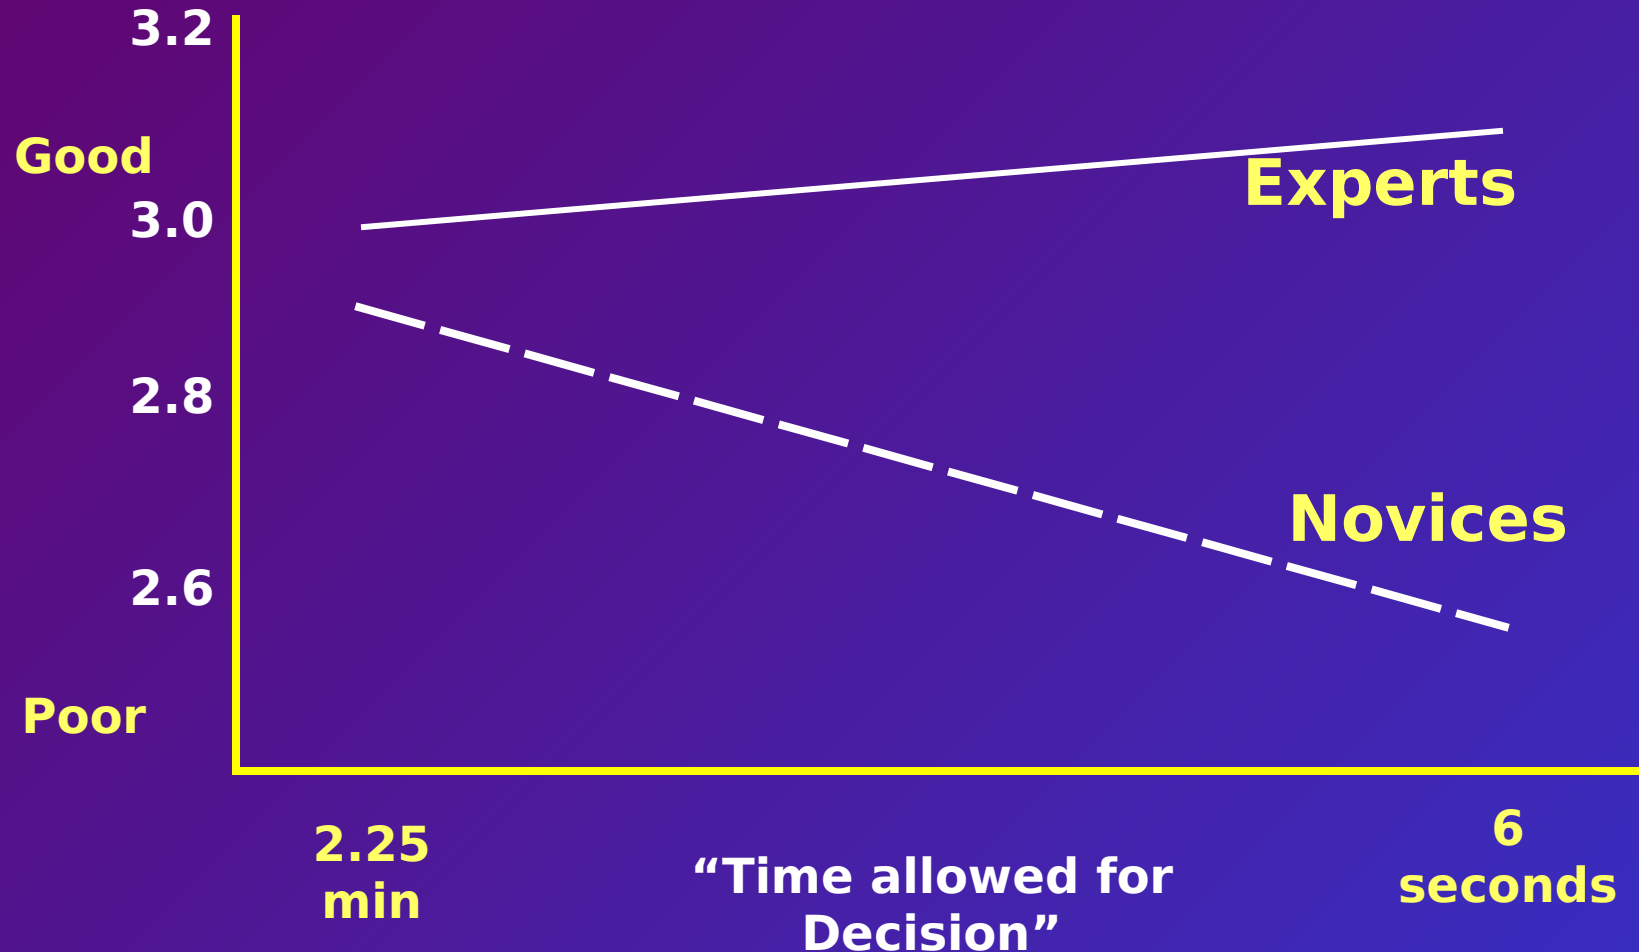 3.2
Good
3.0
Experts
2.8
Novices
2.6
Poor
2.25
min
“Time allowed for
Decision”
6
seconds